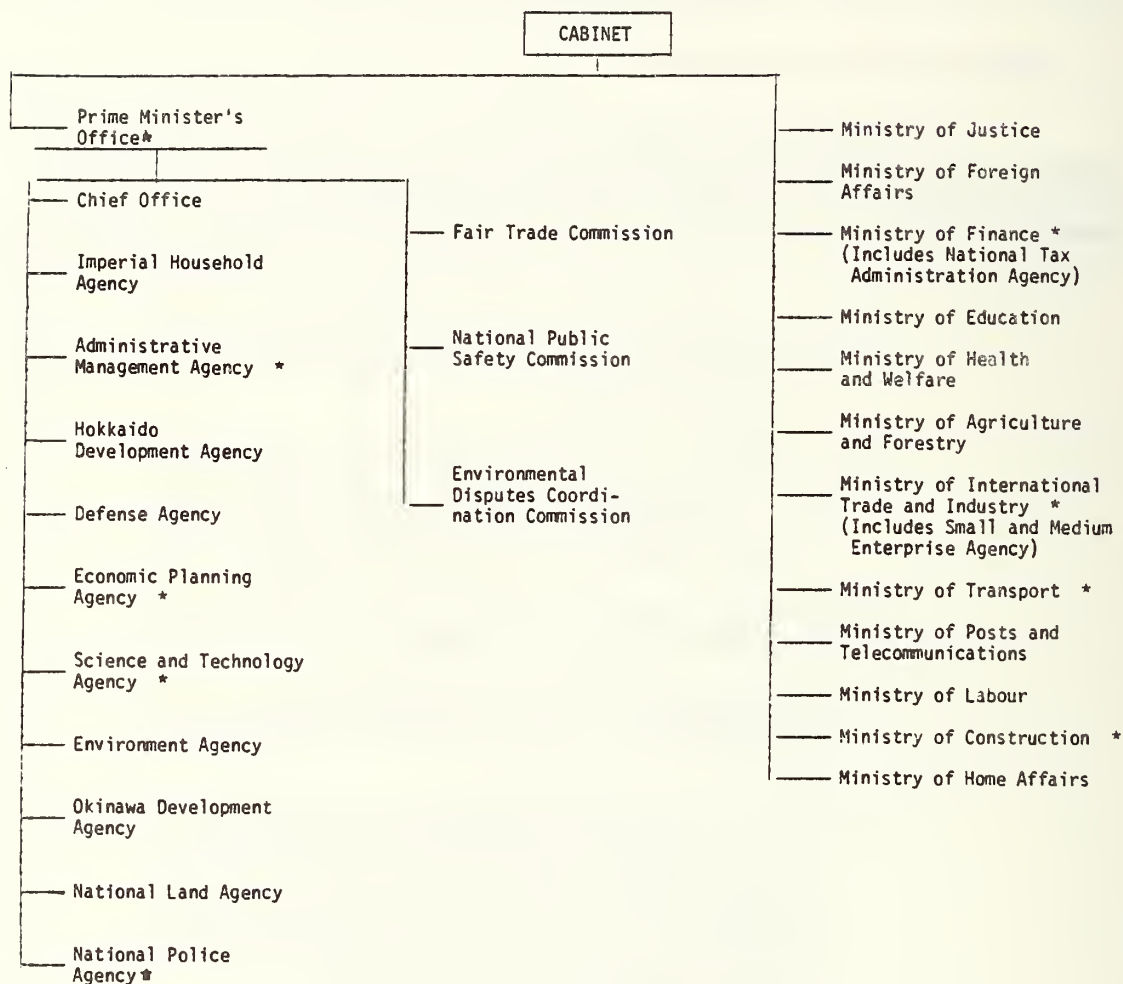 CABINET
Prime Minister's
Office*
Chief Office
Imperial Household
Agency
Administrative
Management Agency *
Hokkaido
Development Agency
Defense Agency
Economic Planning
Agency *
Science and Technology
Agency *
Environment Agency
Okinawa Development
Agency
National Land Agency
National Police
Agency*
Fair Trade Commission
National Public
Safety Commission
Environmental
Disputes Coordi-
nation Commission
Ministry of Justice
Ministry of Foreign
Affairs
Ministry of Finance *
(Includes National Tax
Administration Agency)
Ministry of Education
Ministry of Health
and Welfare
Ministry of Agriculture
and Forestry
Ministry of International
Trade and Industry *
(Includes Small and Medium
Enterprise Agency)
Ministry of Transport *
Ministry of Posts and
Telecommunications
Ministry of Labour
Ministry of Construction *
Ministry of Home Affairs